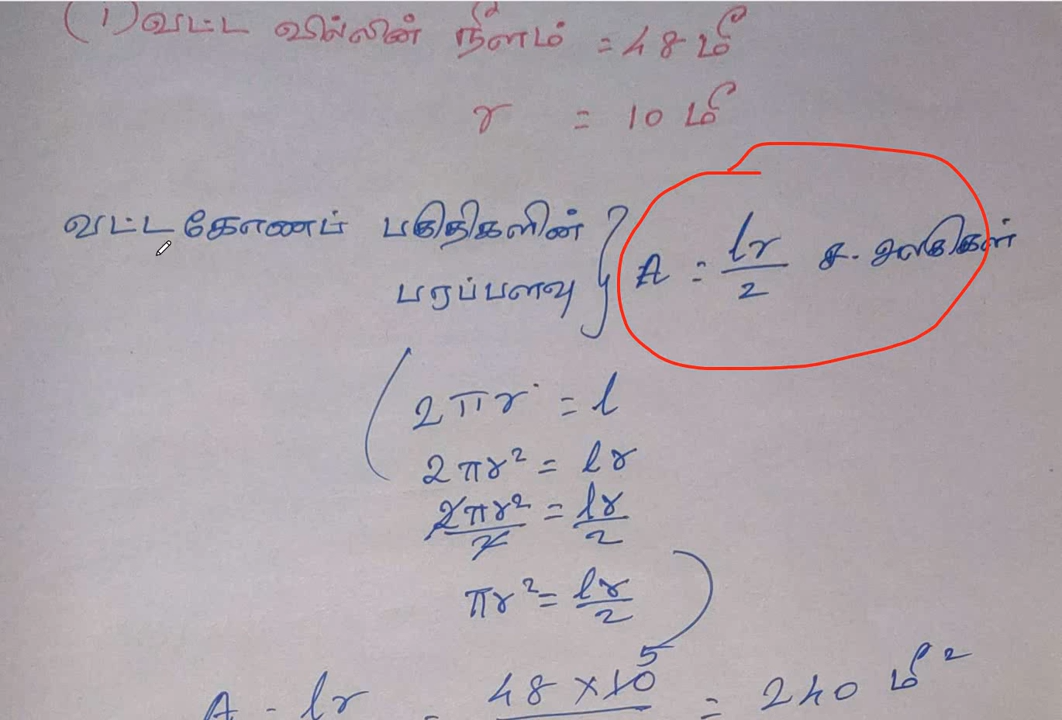 (i) வட்ட வில்லின் நீளம் = 48 மீ
r = 10 மீ
வட்டகோணப் பகுதிகளின் பரப்பளவு } A = lr/2 ச. அலகுகள்
( 2πr = l
2πr² = lr
2πr²/2 = lr/2
πr² = lr/2 )
A = lr = 48 × 10 5 = 240 மீ²